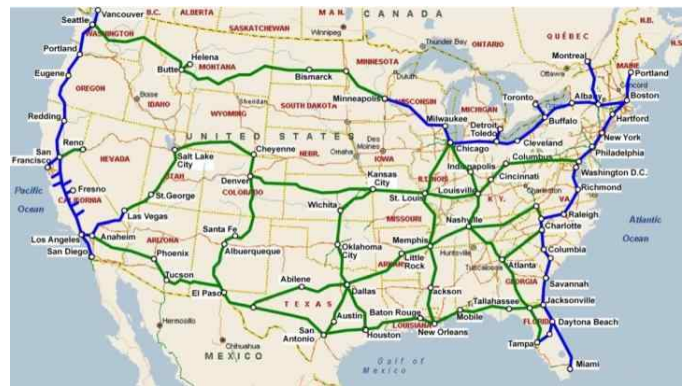 Vancouver
B.C.
ALBERTA
MAN.
CANADA
Seattle
WASHINGTON
SASKATCHEWAN
Winnipeg
Thunder Bay
ONTARIO
QUÉBEC
N.B.
N.S.
Montreal
MAINE
Portland
Helena
MONTANA
Butte
Bismarck
MINNESOTA
Duluth
Ottawa
Concord
Portland
Eugene
OREGON
Boise
IDAHO
Sheridan
SOUTH DAKOTA
Minneapolis
WISCONSIN
MICHIGAN
Toronto
Albany
Boston
Redding
WYOMING
Milwaukee
Detroit
Toledo
Buffalo
Hartford
UNITED STATES
Des Moines
Chicago
Cleveland
New York
San Francisco
Reno
NEVADA
Salt Lake City
UTAH
Cheyenne
NEBR.
Omaha
IOWA
Indianapolis
Columbus
Philadelphia
Pacific Ocean
Fresno
CALIFORNIA
St.George
Denver
COLORADO
Kansas City
ILLINOIS
St. Louis
Louisville
Cincinnati
Charleston
KY.
VA.
Washington D.C.
Richmond
Las Vegas
Wichita
MISSOURI
Nashville
Raleigh
Charlotte
Atlantic Ocean
Los Angeles
Anaheim
San Diego
ARIZONA
Phoenix
Santa Fe
Albuerqueque
Oklahoma City
Memphis
Little Rock
ARKAN
Huntsville
Tuscaloosa
Atlanta
GEORGIA
Columbia
Tucson
El Paso
Abilene
TEXAS
Dallas
Jackson
Savannah
Tallahassee
Jacksonville
Hermosillo
Chihuahua
MEXICO
San Antonio
Austin
Houston
Baton Rouge
LOUISIANA
New Orleans
Mobile
FLORID
Daytona Beach
Tampa
Miami
Gulf of Mexico